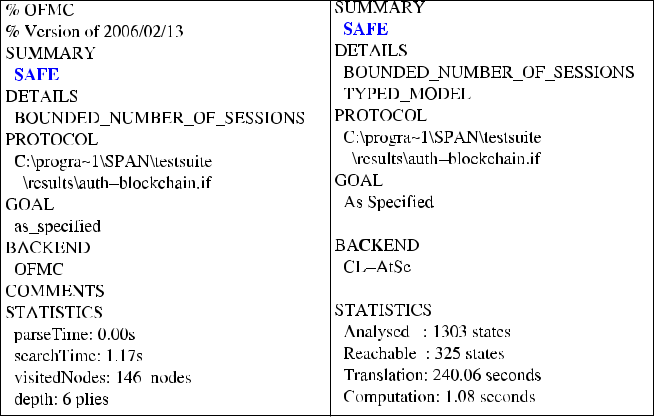 % OFMC
% Version of 2006/02/13
SUMMARY
SAFE
DETAILS
BOUNDED_NUMBER_OF_SESSIONS
PROTOCOL
C:\progra~1\SPAN\testsuite
\results\auth–blockchain.if
GOAL
as_specified
BACKEND
OFMC
COMMENTS
STATISTICS
parseTime: 0.00s
searchTime: 1.17s
visitedNodes: 146 nodes
depth: 6 plies
SUMMARY
SAFE
DETAILS
BOUNDED_NUMBER_OF_SESSIONS
TYPED_MODEL
PROTOCOL
C:\progra~1\SPAN\testsuite
\results\auth–blockchain.if
GOAL
As Specified
BACKEND
CL–AtSe
STATISTICS
Analysed : 1303 states
Reachable : 325 states
Translation: 240.06 seconds
Computation: 1.08 seconds